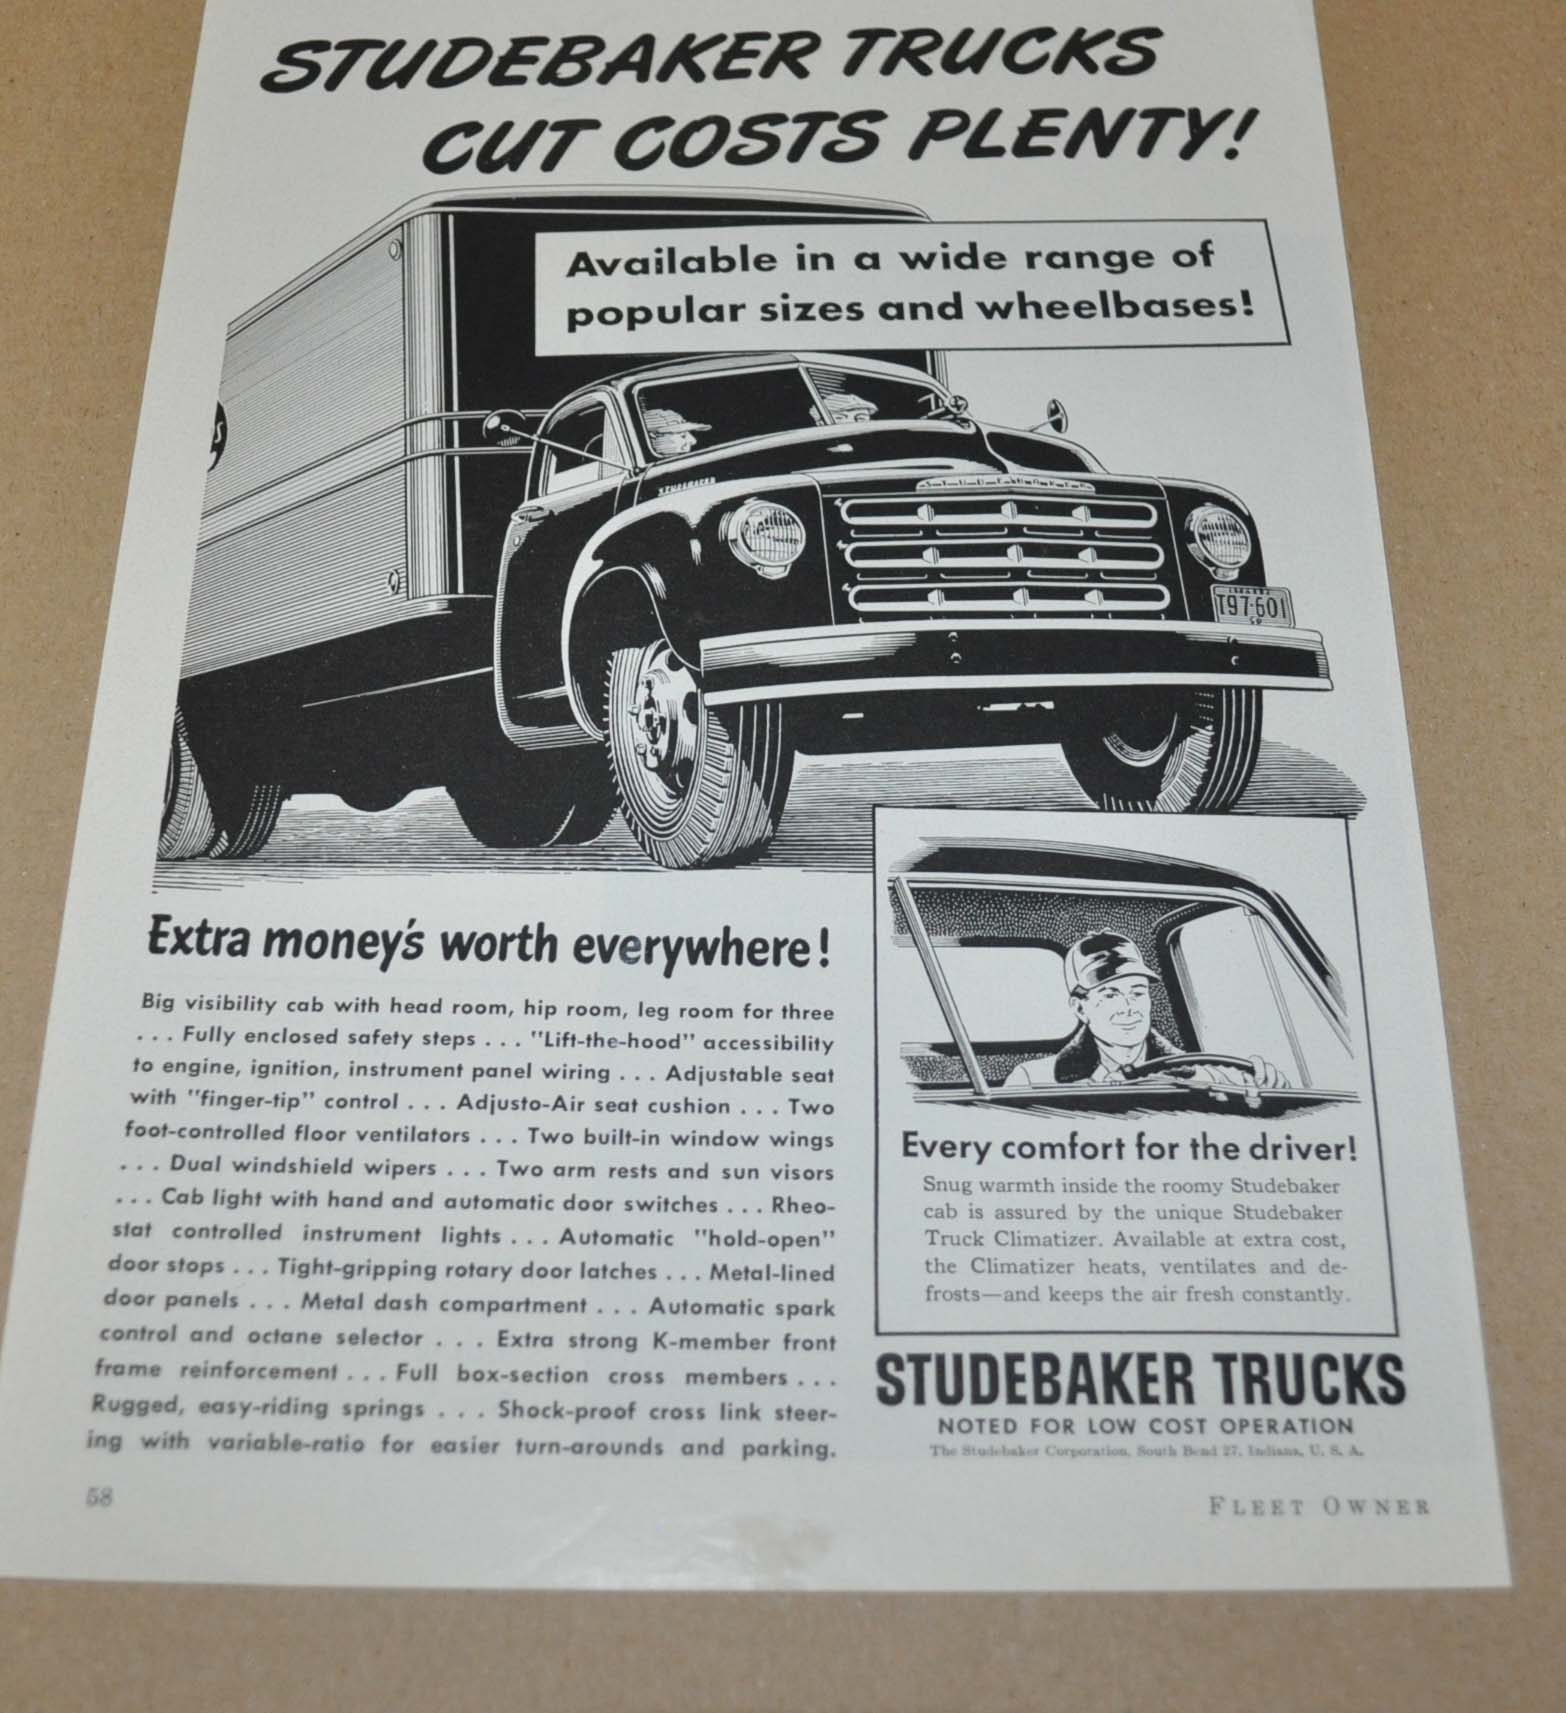 STUDEBAKER TRUCKS
CUT COSTS PLENTY!
Available in a wide range of
popular sizes and wheelbases!
STUDEBAKER
STUDEBAKER
T97-601
Extra money's worth everywhere!
Big visibility cab with head room, hip room, leg room for three
. . . Fully enclosed safety steps . . . "Lift-the-hood" accessibility
to engine, ignition, instrument panel wiring . . . Adjustable seat
with "finger-tip" control . . . Adjusto-Air seat cushion . . . Two
foot-controlled floor ventilators . . . Two built-in window wings
. . . Dual windshield wipers . . . Two arm rests and sun visors
. . . Cab light with hand and automatic door switches . . . Rheo-
stat controlled instrument lights . . . Automatic "hold-open"
door stops . . . Tight-gripping rotary door latches . . . Metal-lined
door panels . . . Metal dash compartment . . . Automatic spark
control and octane selector . . . Extra strong K-member front
frame reinforcement . . . Full box-section cross members . . .
Rugged, easy-riding springs . . . Shock-proof cross link steer-
ing with variable-ratio for easier turn-arounds and parking.
Every comfort for the driver!
Snug warmth inside the roomy Studebaker
cab is assured by the unique Studebaker
Truck Climatizer. Available at extra cost,
the Climatizer heats, ventilates and de-
frosts—and keeps the air fresh constantly.
STUDEBAKER TRUCKS
NOTED FOR LOW COST OPERATION
The Studebaker Corporation, South Bend 27, Indiana, U. S. A.
58
FLEET OWNER